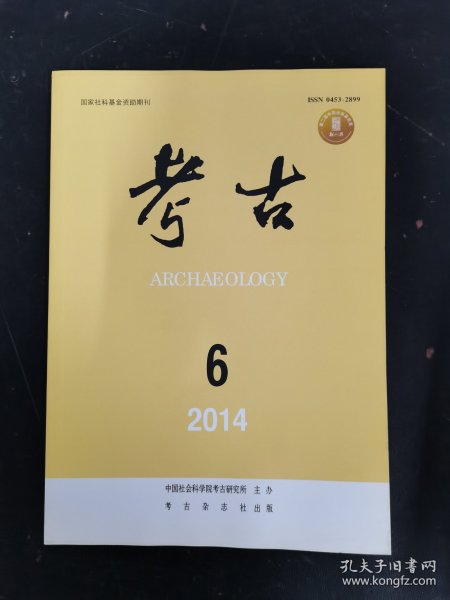 国家社科基金资助期刊
ISSN 0453-2899
考古
ARCHAEOLOGY
6
2014
中国社会科学院考古研究所 主办
考古杂志社出版
孔夫子旧书网
www.kongfz.com